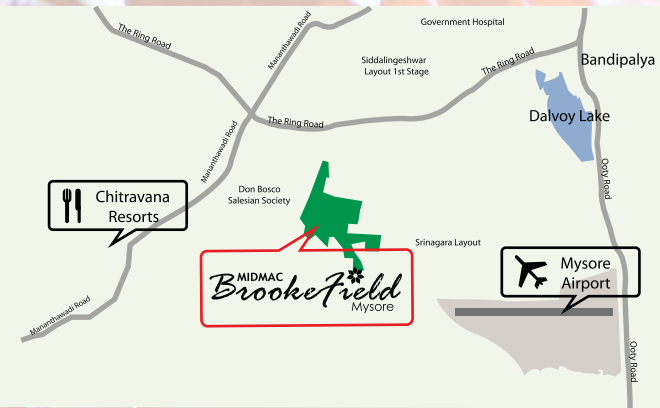 Government Hospital
The Ring Road
Mananthawadi Road
Siddalingeshwar
Layout 1st Stage
The Ring Road
Bandipalya
Dalvoy Lake
The Ring Road
Mananthawadi Road
Ooty Road
Chitravana
Resorts
Don Bosco
Salesian Society
Srinagara Layout
Mysore
Airport
MIDMAC
BrookeField
Mysore
Mananthawadi Road
Ooty Road